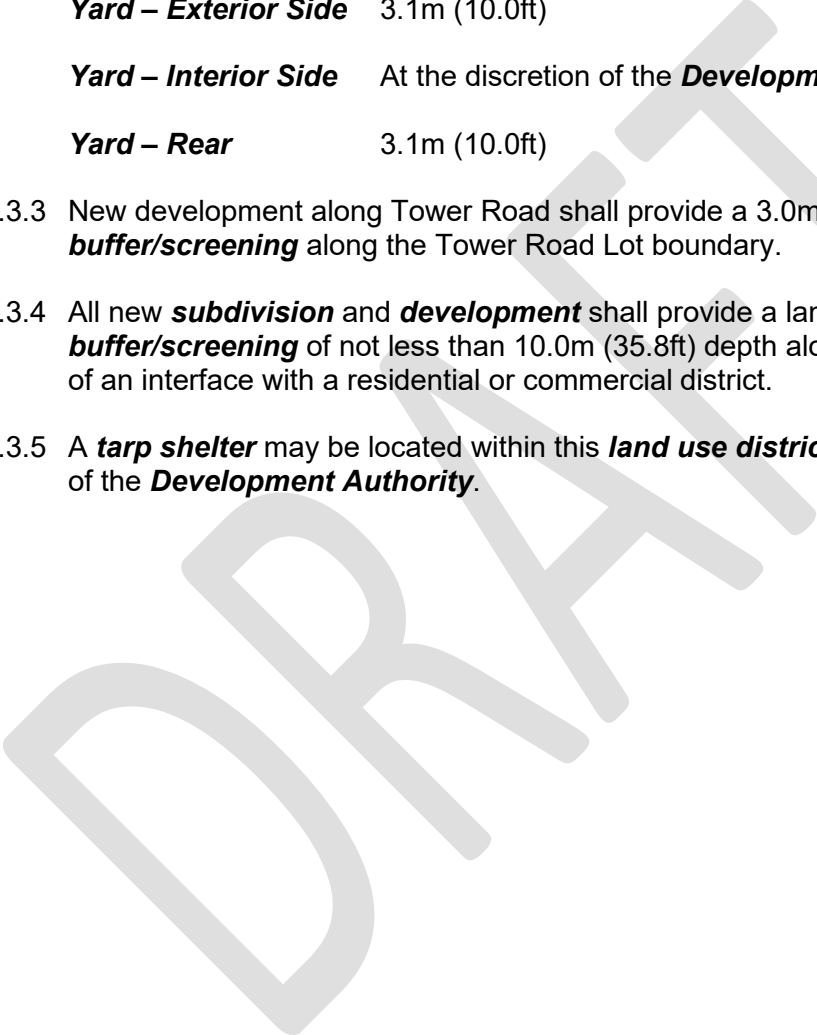 Yard – Exterior Side 3.1m (10.0ft)
Yard – Interior Side At the discretion of the
Yard – Rear 3.1m (10.0ft)
.3.3 New development along Tower Road shall provide a 3.0m
buffer/screening along the Tower Road Lot boundary.
.3.4 All new subdivision and development shall provide a
buffer/screening of not less than 10.0m (35.8ft) depth
of an interface with a residential or commercial district.
.3.5 A tarp shelter may be located within this land use
of the Development Authority.
DRAFT